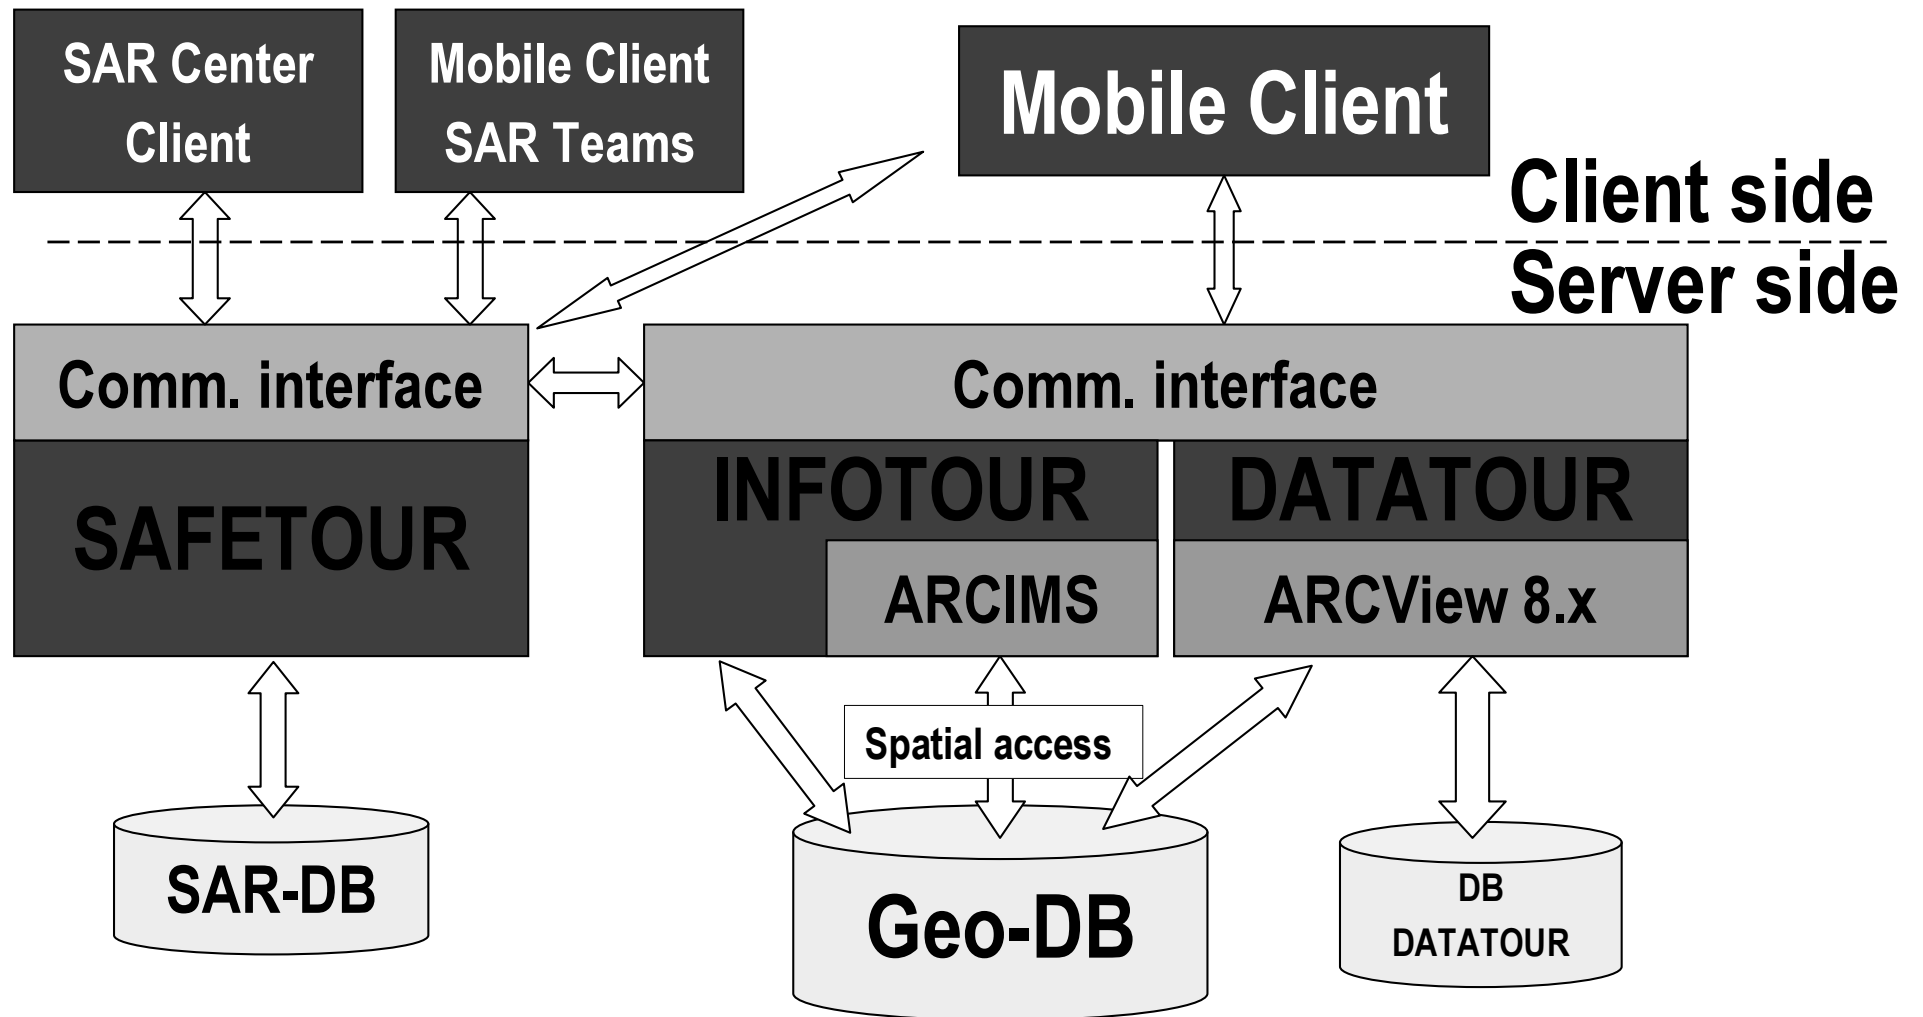 SAR Center
Client
Mobile Client
SAR Teams
Mobile Client
Client side
Server side
Comm. interface
Comm. interface
SAFETOUR
INFOTOUR
DATATOUR
ARCIMS
ARCView 8.x
Spatial access
SAR-DB
Geo-DB
DB
DATATOUR